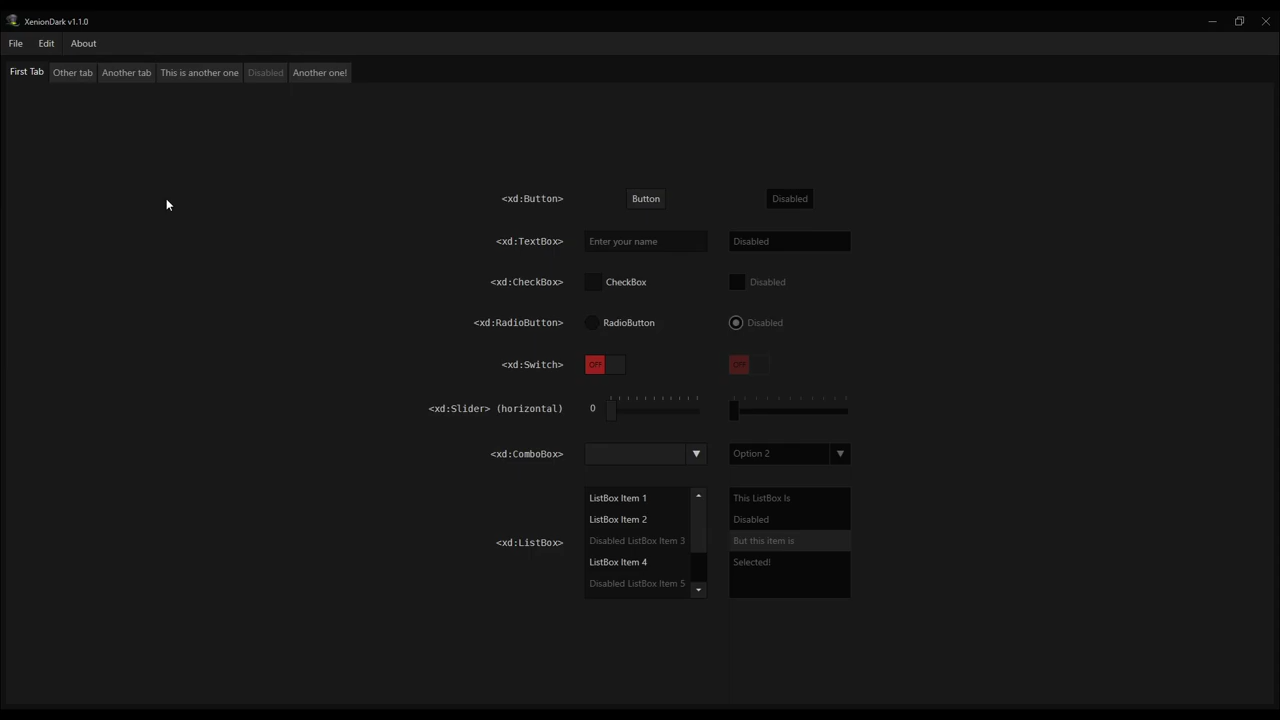 XenionDark v1.1.0
File Edit About
First Tab Other tab Another tab This is another one Disabled Another one!
<xd:Button> Button Disabled
<xd:TextBox> Enter your name Disabled
<xd:CheckBox> CheckBox Disabled
<xd:RadioButton> RadioButton Disabled
<xd:Switch> OFF OFF
<xd:Slider> (horizontal) 0
<xd:ComboBox> Option 2
<xd:ListBox>
ListBox Item 1
ListBox Item 2
Disabled ListBox Item 3
ListBox Item 4
Disabled ListBox Item 5
This ListBox Is
Disabled
But this item is
Selected!